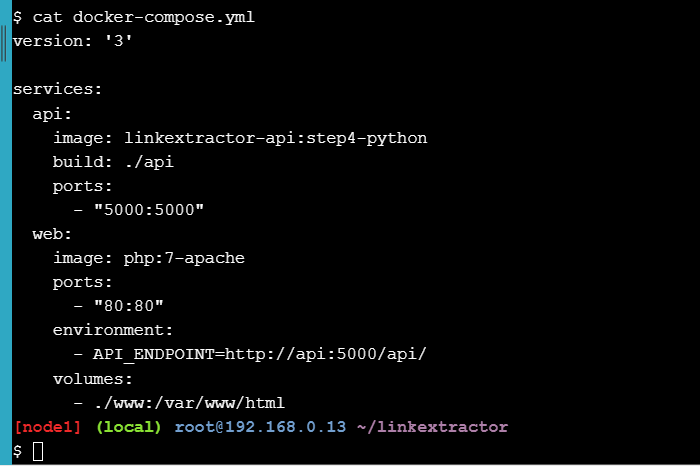 $ cat docker-compose.yml
version: '3'

services:
  api:
    image: linkextractor-api:step4-python
    build: ./api
    ports:
      - "5000:5000"
  web:
    image: php:7-apache
    ports:
      - "80:80"
    environment:
      - API_ENDPOINT=http://api:5000/api/
    volumes:
      - ./www:/var/www/html
[node1] (local) root@192.168.0.13 ~/linkextractor
$